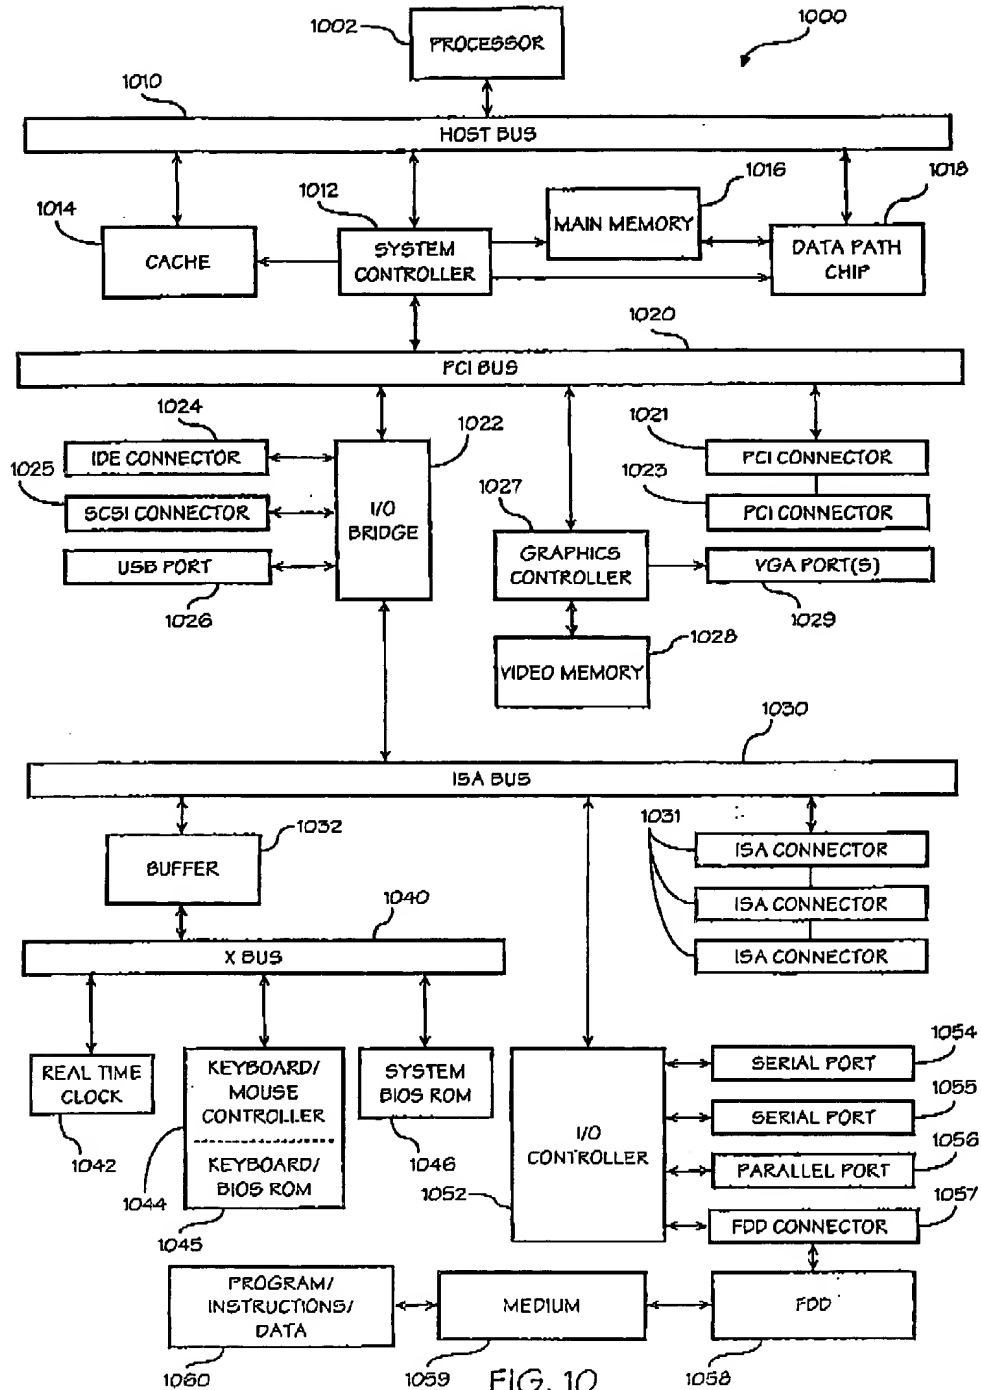 1002
PROCESSOR
1000
1010
HOST BUS
1014
CACHE
1012
SYSTEM
CONTROLLER
MAIN MEMORY
1016
1018
DATA PATH
CHIP
1020
PCI BUS
1024
IDE CONNECTOR
1025
SCSI CONNECTOR
USB PORT
1026
1022
I/O
BRIDGE
1027
GRAPHICS
CONTROLLER
VIDEO MEMORY
1028
1021
PCI CONNECTOR
1023
PCI CONNECTOR
VGA PORT(S)
1029
1030
ISA BUS
BUFFER
1032
1031
ISA CONNECTOR
ISA CONNECTOR
ISA CONNECTOR
1040
X BUS
REAL TIME
CLOCK
1042
KEYBOARD/
MOUSE
CONTROLLER
1044
KEYBOARD/
BIOS ROM
1045
SYSTEM
BIOS ROM
1046
I/O
CONTROLLER
1052
SERIAL PORT
1054
SERIAL PORT
1055
PARALLEL PORT
1056
FDD CONNECTOR
1057
PROGRAM/
INSTRUCTIONS/
DATA
1060
MEDIUM
1059
FDD
1058
FIG. 10